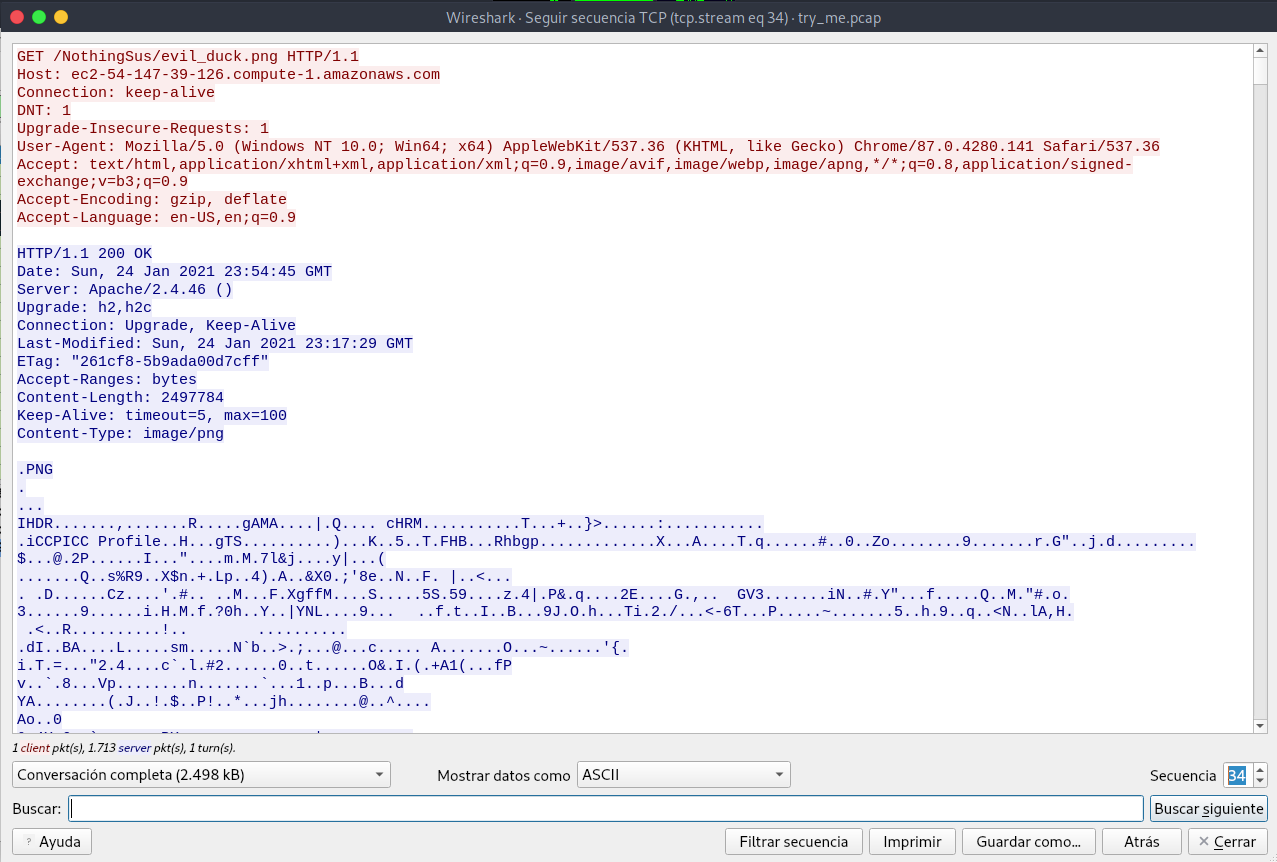 Wireshark · Seguir secuencia TCP (tcp.stream eq 34) · try_me.pcap
GET /NothingSus/evil_duck.png HTTP/1.1
Host: ec2-54-147-39-126.compute-1.amazonaws.com
Connection: keep-alive
DNT: 1
Upgrade-Insecure-Requests: 1
User-Agent: Mozilla/5.0 (Windows NT 10.0; Win64; x64) AppleWebKit/537.36 (KHTML, like Gecko) Chrome/87.0.4280.141 Safari/537.36
Accept: text/html,application/xhtml+xml,application/xml;q=0.9,image/avif,image/webp,image/apng,*/*;q=0.8,application/signed-
exchange;v=b3;q=0.9
Accept-Encoding: gzip, deflate
Accept-Language: en-US,en;q=0.9
HTTP/1.1 200 OK
Date: Sun, 24 Jan 2021 23:54:45 GMT
Server: Apache/2.4.46 ()
Upgrade: h2,h2c
Connection: Upgrade, Keep-Alive
Last-Modified: Sun, 24 Jan 2021 23:17:29 GMT
ETag: "261cf8-5b9ada00d7cff"
Accept-Ranges: bytes
Content-Length: 2497784
Keep-Alive: timeout=5, max=100
Content-Type: image/png
.PNG
.
...
IHDR.......,.......R.....gAMA....|.Q.... cHRM...........T...+..}>......:...........
.iCCPICC Profile..H...gTS..........)...K..5..T.FHB...Rhbgp.............X...A....T.q......#..0..Zo........9.......r.G"..j.d.........
$...@.2P......I..."....m.M.7l&j....y|...(
.......Q..s%R9..X$n.+.Lp..4).A..&X0.;'8e..N..F. |..<...
. .D......Cz....'.#.. ..M...F.XgffM....S.....5S.59....z.4|.P&.q....2E....G.,..  GV3.......iN..#.Y"...f.....Q..M."#.o.
3......9......i.H.M.f.?0h..Y..|YNL....9...   ..f.t..I..B...9J.O.h...Ti.2./...<-6T...P.....~.......5..h.9..q..<N..lA,H.
.<..R..........!..        ..........
.dI..BA....L.....sm.....N`b..>.;...@...c..... A.......O...~......'{.
i.T.=..."2.4....c`.l.#2......0..t......O&.I.(.+A1(...fP
v..`.8...Vp........n.......`...1..p...B...d
YA........(.J..!.$..P!..*...jh........@..^....
Ao..0
1 client pkt(s), 1.713 server pkt(s), 1 turn(s).
Conversación completa (2.498 kB) Mostrar datos como ASCII Secuencia 34
Buscar: Buscar siguiente
? Ayuda Filtrar secuencia Imprimir Guardar como... Atrás Cerrar